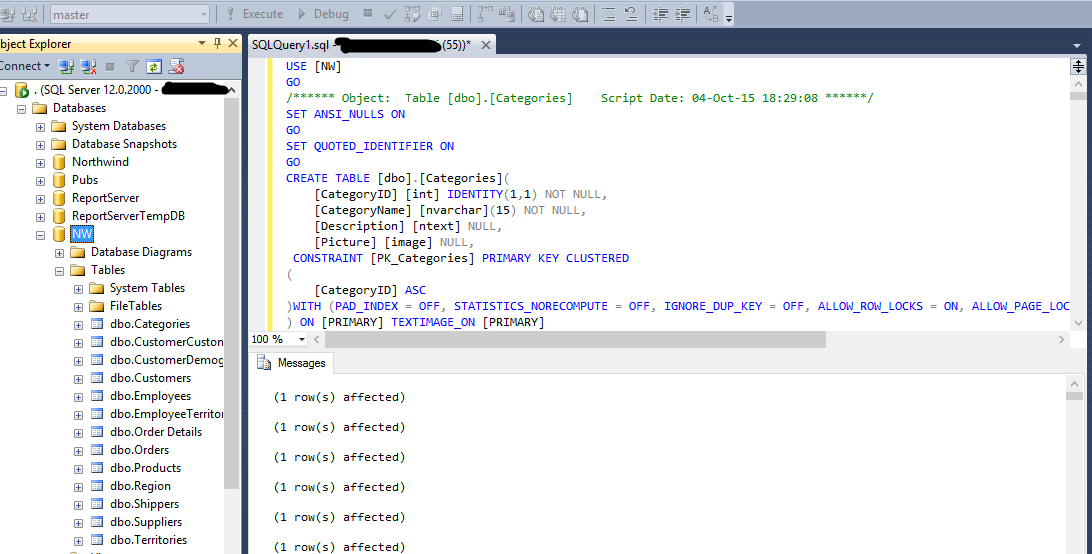 master
Execute
Debug
bject Explorer
Connect
. (SQL Server 12.0.2000 -
Databases
System Databases
Database Snapshots
Northwind
Pubs
ReportServer
ReportServerTempDB
NW
Database Diagrams
Tables
System Tables
FileTables
dbo.Categories
dbo.CustomerCuston
dbo.CustomerDemog
dbo.Customers
dbo.Employees
dbo.EmployeeTerrito
dbo.Order Details
dbo.Orders
dbo.Products
dbo.Region
dbo.Shippers
dbo.Suppliers
dbo.Territories
SQLQuery1.sql - (55))*
USE [NW]
GO
/****** Object:  Table [dbo].[Categories]    Script Date: 04-Oct-15 18:29:08 ******/
SET ANSI_NULLS ON
GO
SET QUOTED_IDENTIFIER ON
GO
CREATE TABLE [dbo].[Categories](
[CategoryID] [int] IDENTITY(1,1) NOT NULL,
[CategoryName] [nvarchar](15) NOT NULL,
[Description] [ntext] NULL,
[Picture] [image] NULL,
CONSTRAINT [PK_Categories] PRIMARY KEY CLUSTERED
(
[CategoryID] ASC
)WITH (PAD_INDEX = OFF, STATISTICS_NORECOMPUTE = OFF, IGNORE_DUP_KEY = OFF, ALLOW_ROW_LOCKS = ON, ALLOW_PAGE_LOC
) ON [PRIMARY] TEXTIMAGE_ON [PRIMARY]
100 %
Messages
(1 row(s) affected)
(1 row(s) affected)
(1 row(s) affected)
(1 row(s) affected)
(1 row(s) affected)
(1 row(s) affected)